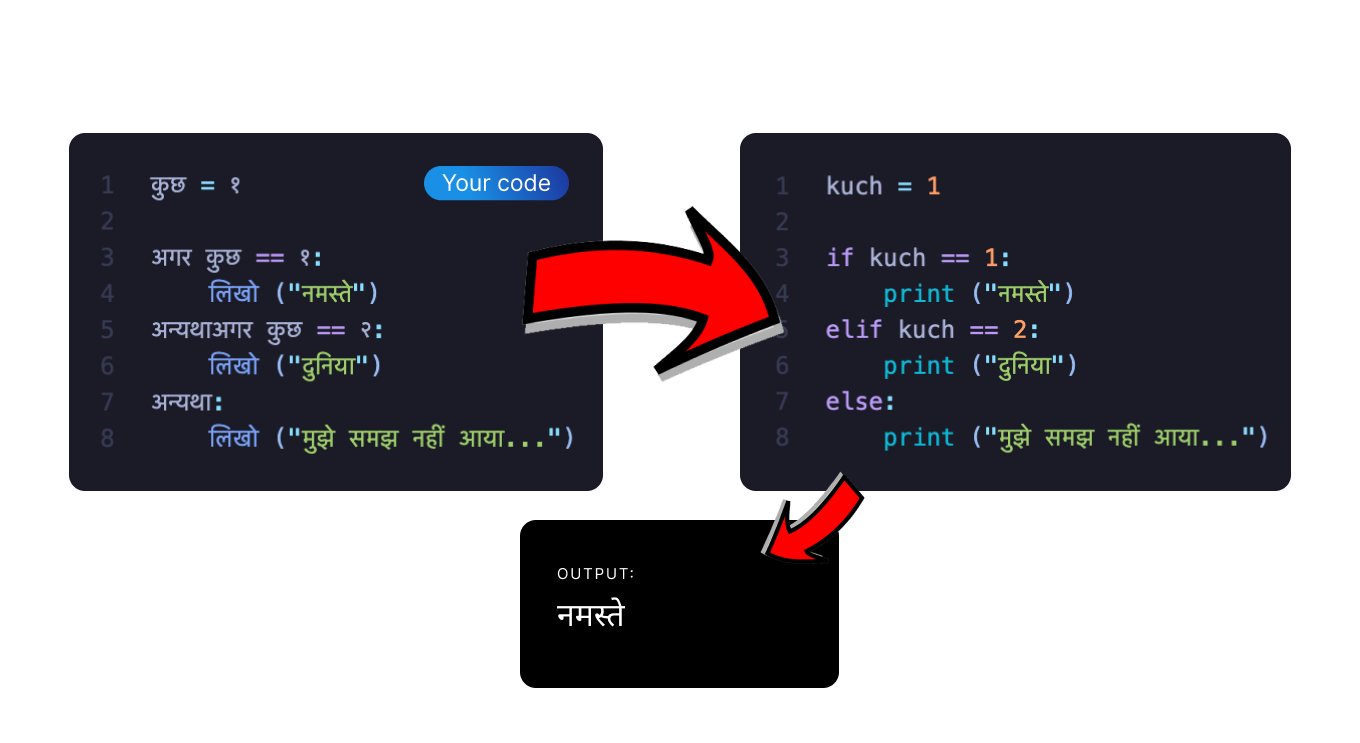 Your code
1 कुछ = १
2
3 अगर कुछ == १:
4     लिखो ("नमस्ते")
5 अन्यथाअगर कुछ == २:
6     लिखो ("दुनिया")
7 अन्यथा:
8     लिखो ("मुझे समझ नहीं आया...")
1 kuch = 1
2
3 if kuch == 1:
4     print ("नमस्ते")
5 elif kuch == 2:
6     print ("दुनिया")
7 else:
8     print ("मुझे समझ नहीं आया...")
OUTPUT:
नमस्ते